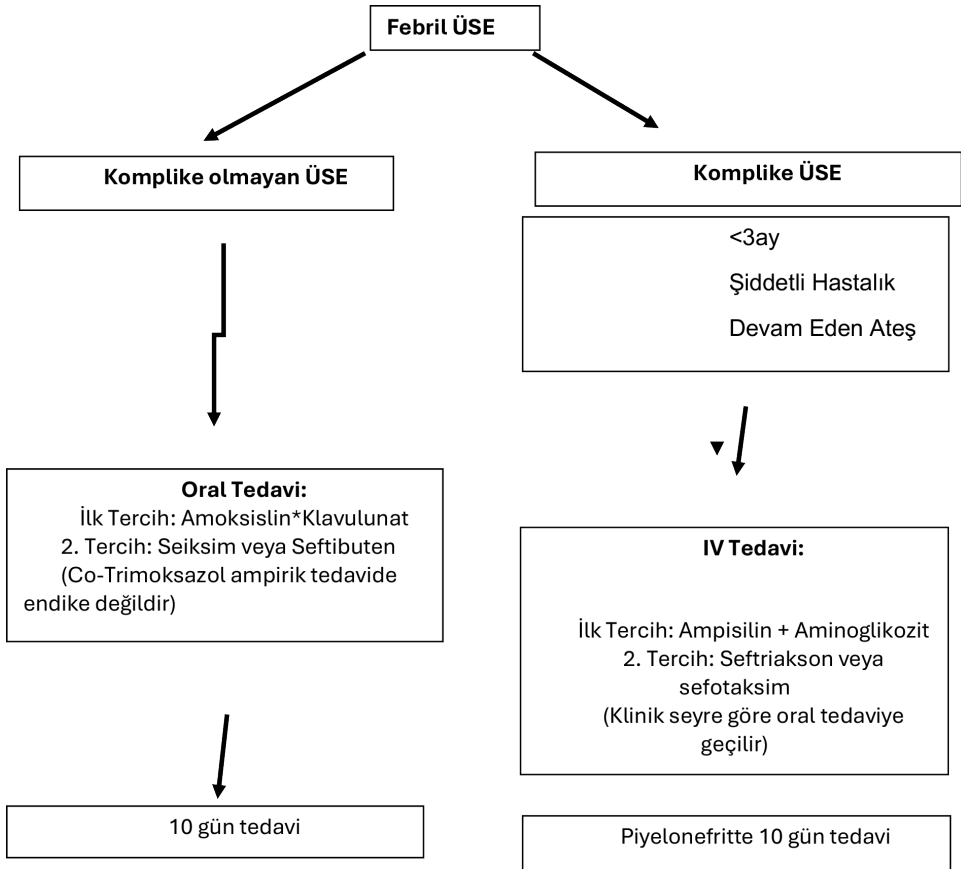 Febril ÜSE
Komplike olmayan ÜSE
Komplike ÜSE
<3ay
Şiddetli Hastalık
Devam Eden Ateş
Oral Tedavi:
İlk Tercih: Amoksislin*Klavulunat
2. Tercih: Seiksim veya Seftibuten
(Co-Trimoksazol ampirik tedavide
endike değildir)
IV Tedavi:
İlk Tercih: Ampisilin + Aminoglikozit
2. Tercih: Seftriakson veya
sefotaksim
(Klinik seyre göre oral tedaviye
geçilir)
10 gün tedavi
Piyelonefritte 10 gün tedavi